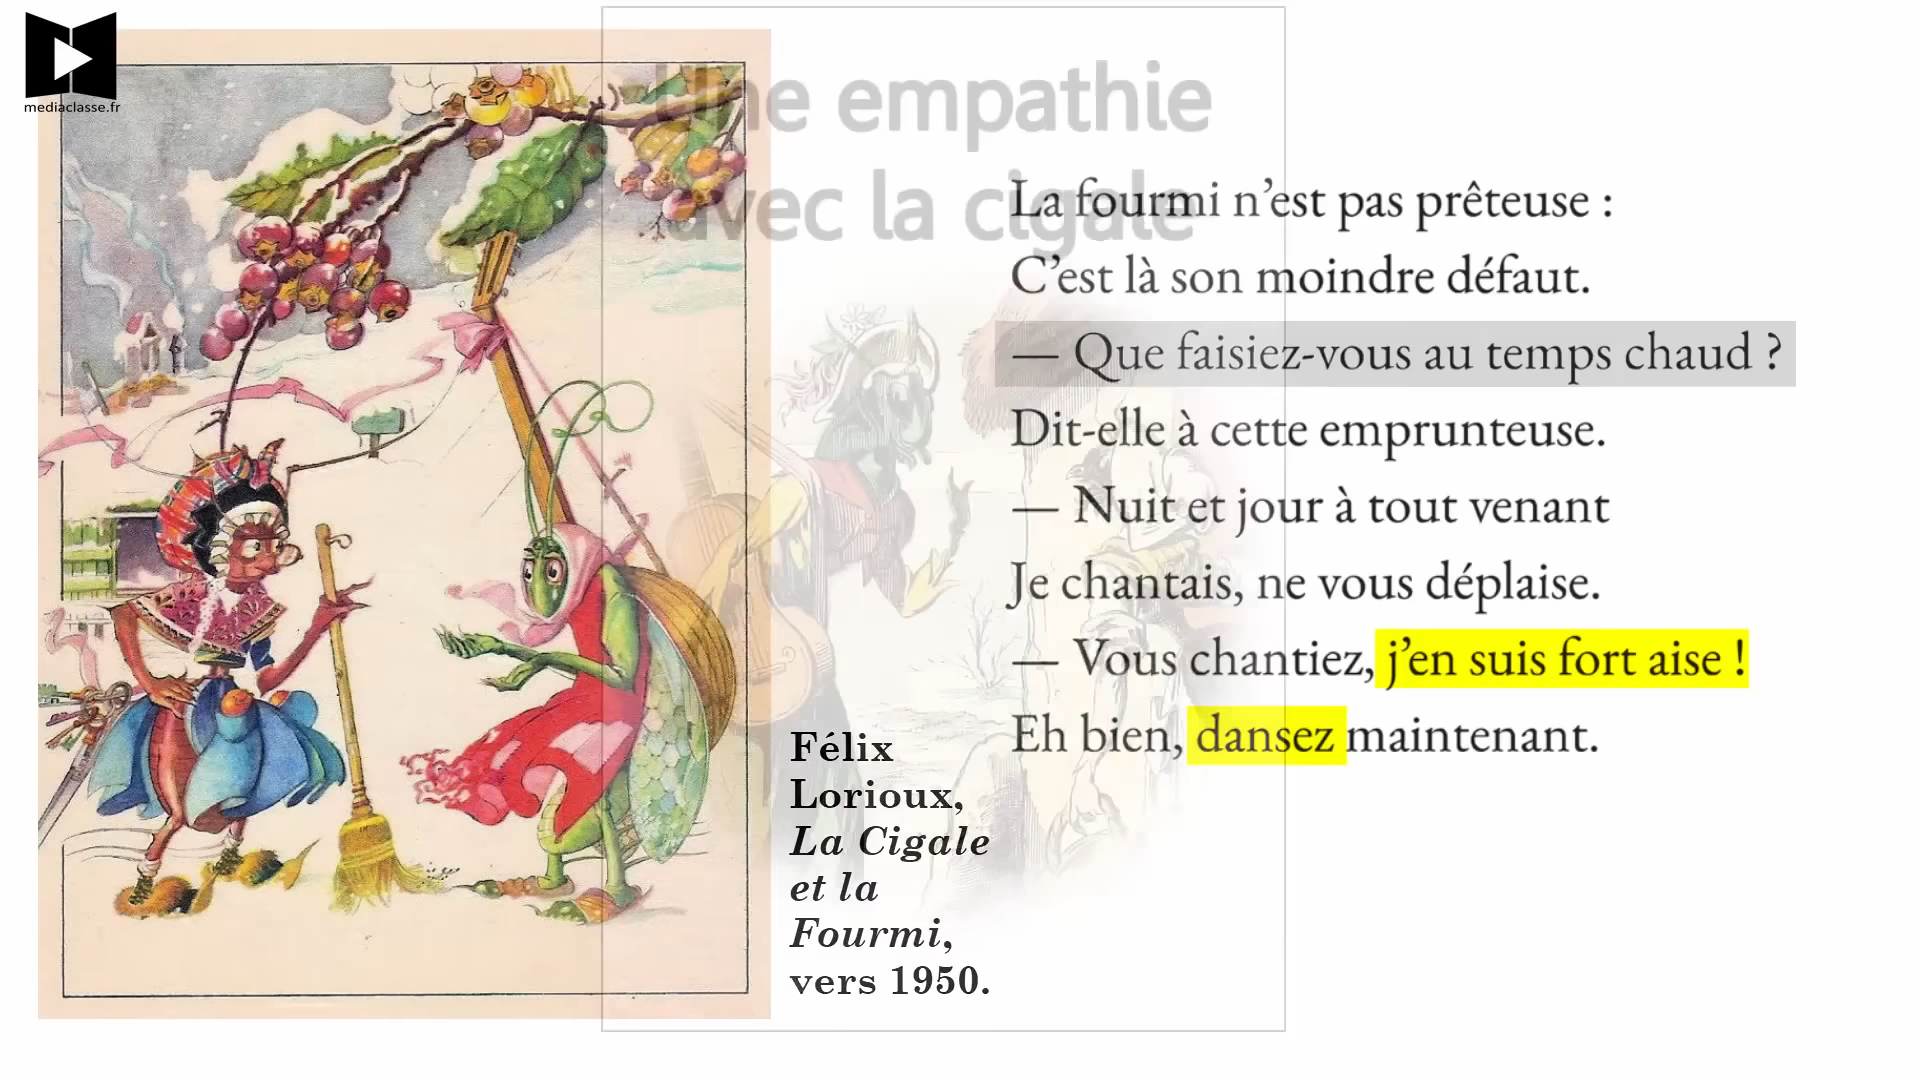 mediaclasse.fr
Une empathie
avec la cigale
La fourmi n’est pas prêteuse :
C’est là son moindre défaut.
— Que faisiez-vous au temps chaud ?
Dit-elle à cette emprunteuse.
— Nuit et jour à tout venant
Je chantais, ne vous déplaise.
— Vous chantiez, j’en suis fort aise !
Eh bien, dansez maintenant.
Félix
Lorioux,
La Cigale
et la
Fourmi,
vers 1950.